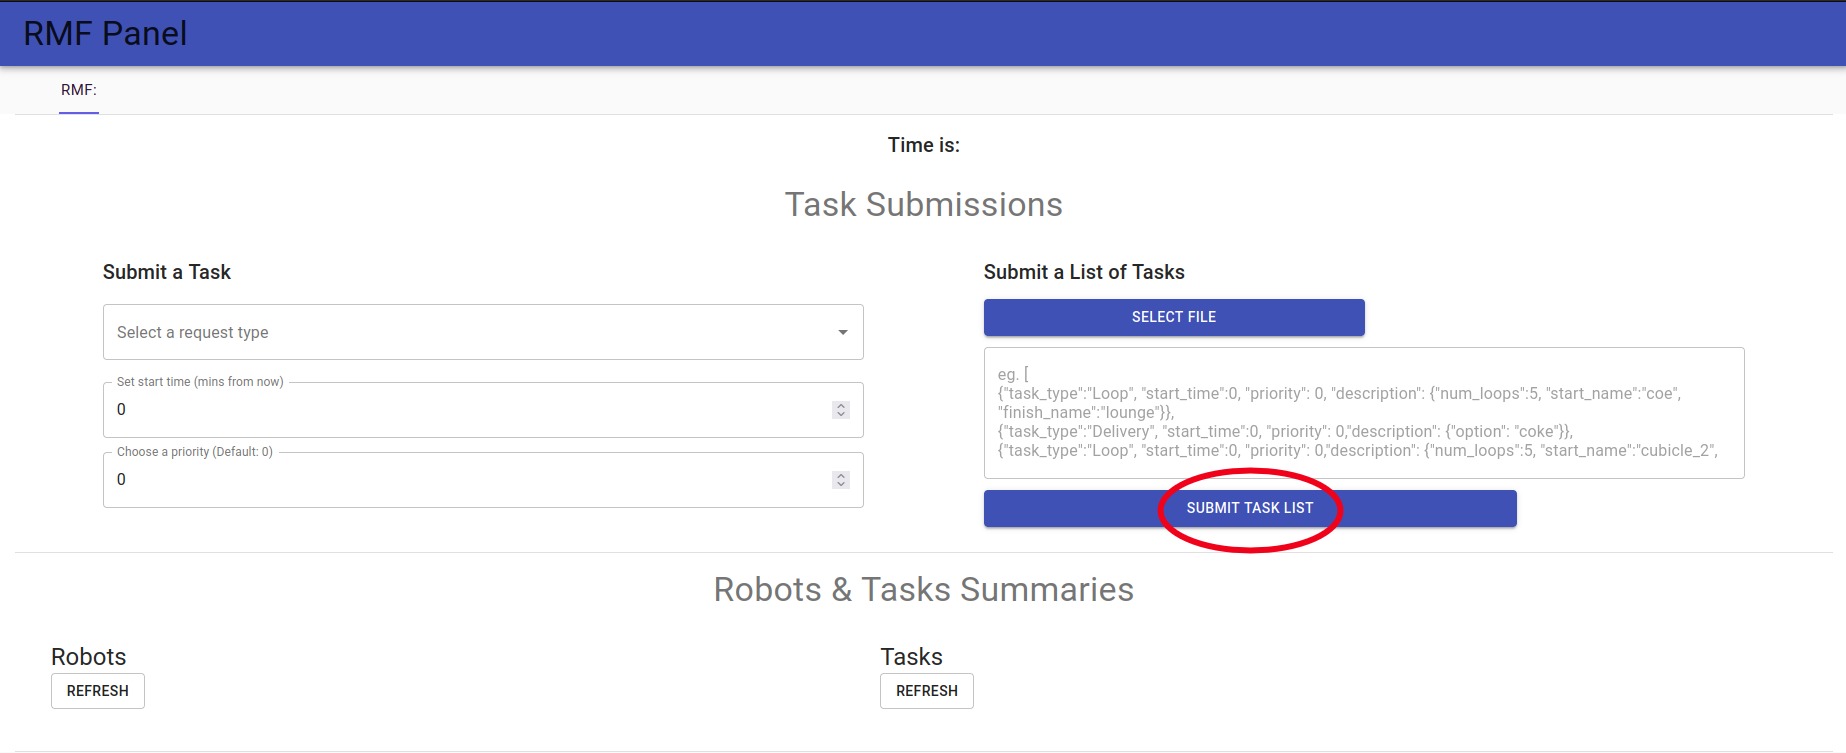 RMF Panel
RMF:
Time is:
Task Submissions
Submit a Task
Select a request type
Set start time (mins from now)
0
Choose a priority (Default: 0)
0
Submit a List of Tasks
SELECT FILE
eg. [
{"task_type":"Loop", "start_time":0, "priority": 0, "description": {"num_loops":5, "start_name":"coe",
"finish_name":"lounge"}},
{"task_type":"Delivery", "start_time":0, "priority": 0,"description": {"option": "coke"}},
{"task_type":"Loop", "start_time":0, "priority": 0,"description": {"num_loops":5, "start_name":"cubicle_2",
SUBMIT TASK LIST
Robots & Tasks Summaries
Robots
REFRESH
Tasks
REFRESH